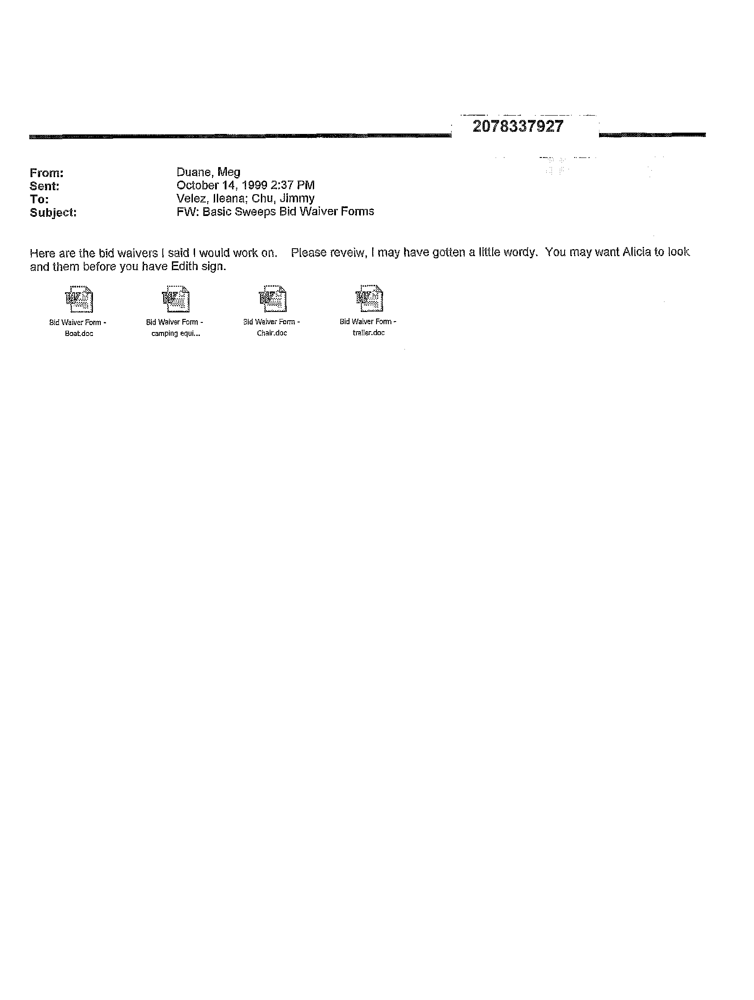 2078337927
From: Duane, Meg
Sent: October 14, 1999 2:37 PM
To: Velez, Ileana; Chu, Jimmy
Subject: FW: Basic Sweeps Bid Waiver Forms
Here are the bid waivers I said I would work on. Please reveiw, I may have gotten a little wordy. You may want Alicia to look
and them before you have Edith sign.
Bid Waiver Form - Boat.doc
Bid Waiver Form - camping equi...
Bid Waiver Form - Chair.doc
Bid Waiver Form - trailer.doc